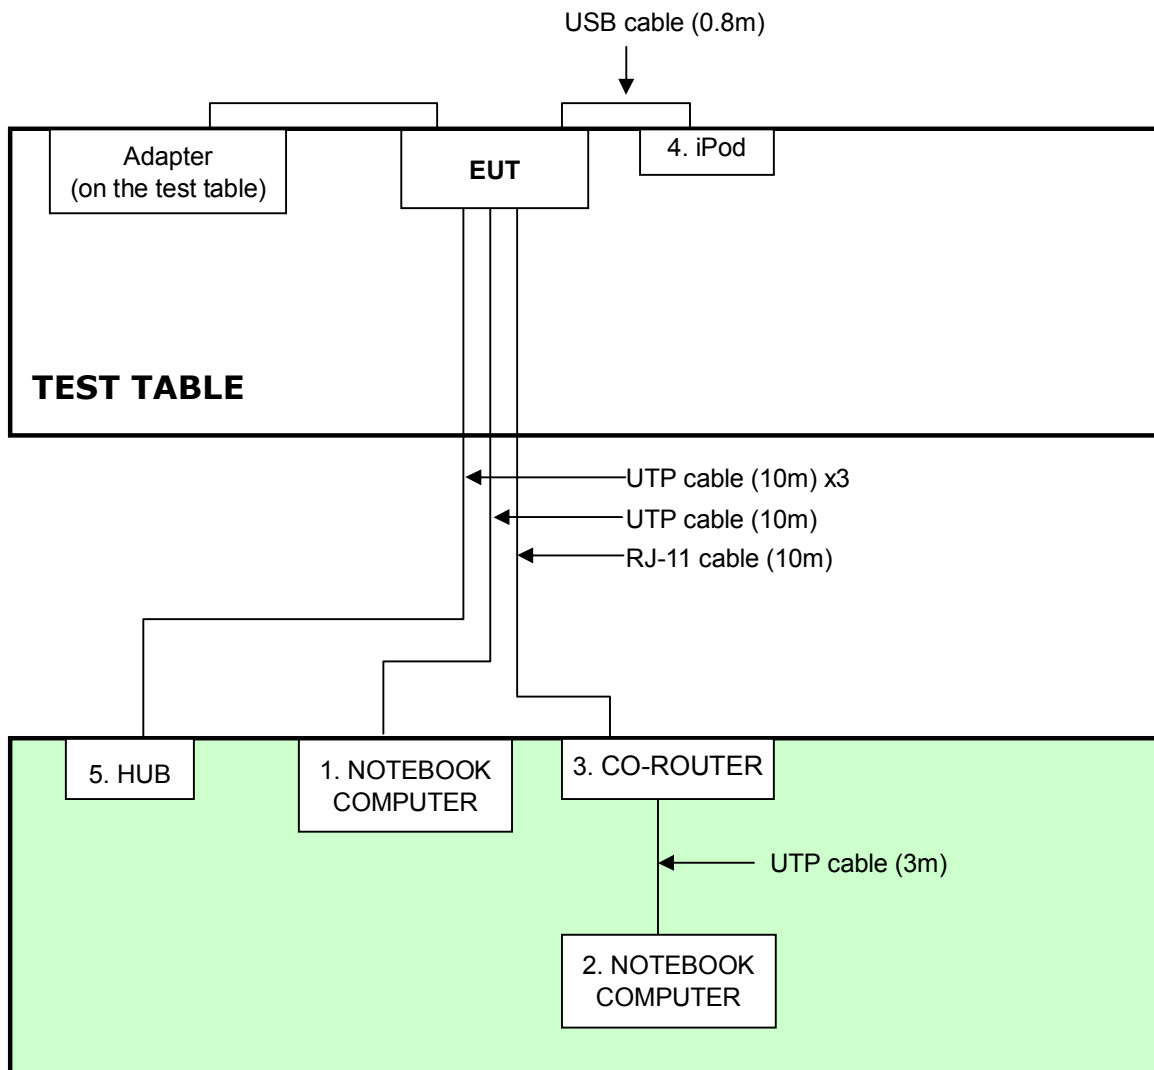 USB cable (0.8m)
Adapter
(on the test table)
EUT
4. iPod
TEST TABLE
UTP cable (10m) x3
UTP cable (10m)
RJ-11 cable (10m)
5. HUB
1. NOTEBOOK
COMPUTER
3. CO-ROUTER
UTP cable (3m)
2. NOTEBOOK
COMPUTER